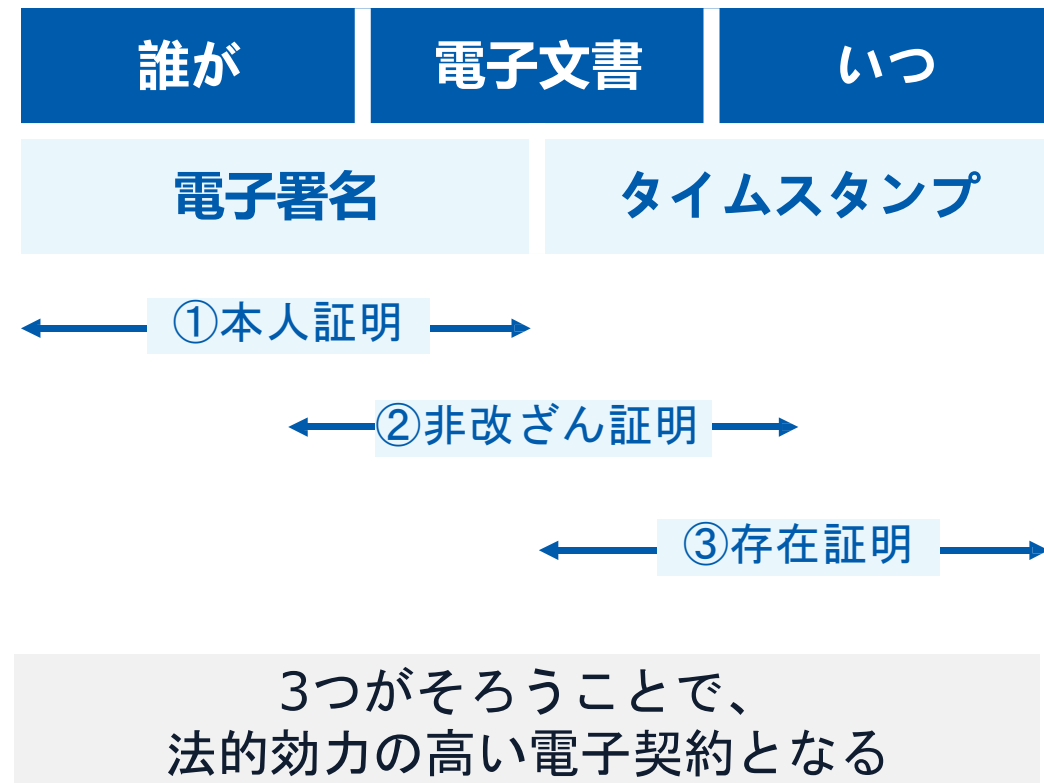 誰が
電子文書
いつ
電子署名
タイムスタンプ
①本人証明
②非改ざん証明
③存在証明
3つがそろうことで、
法的効力の高い電子契約となる